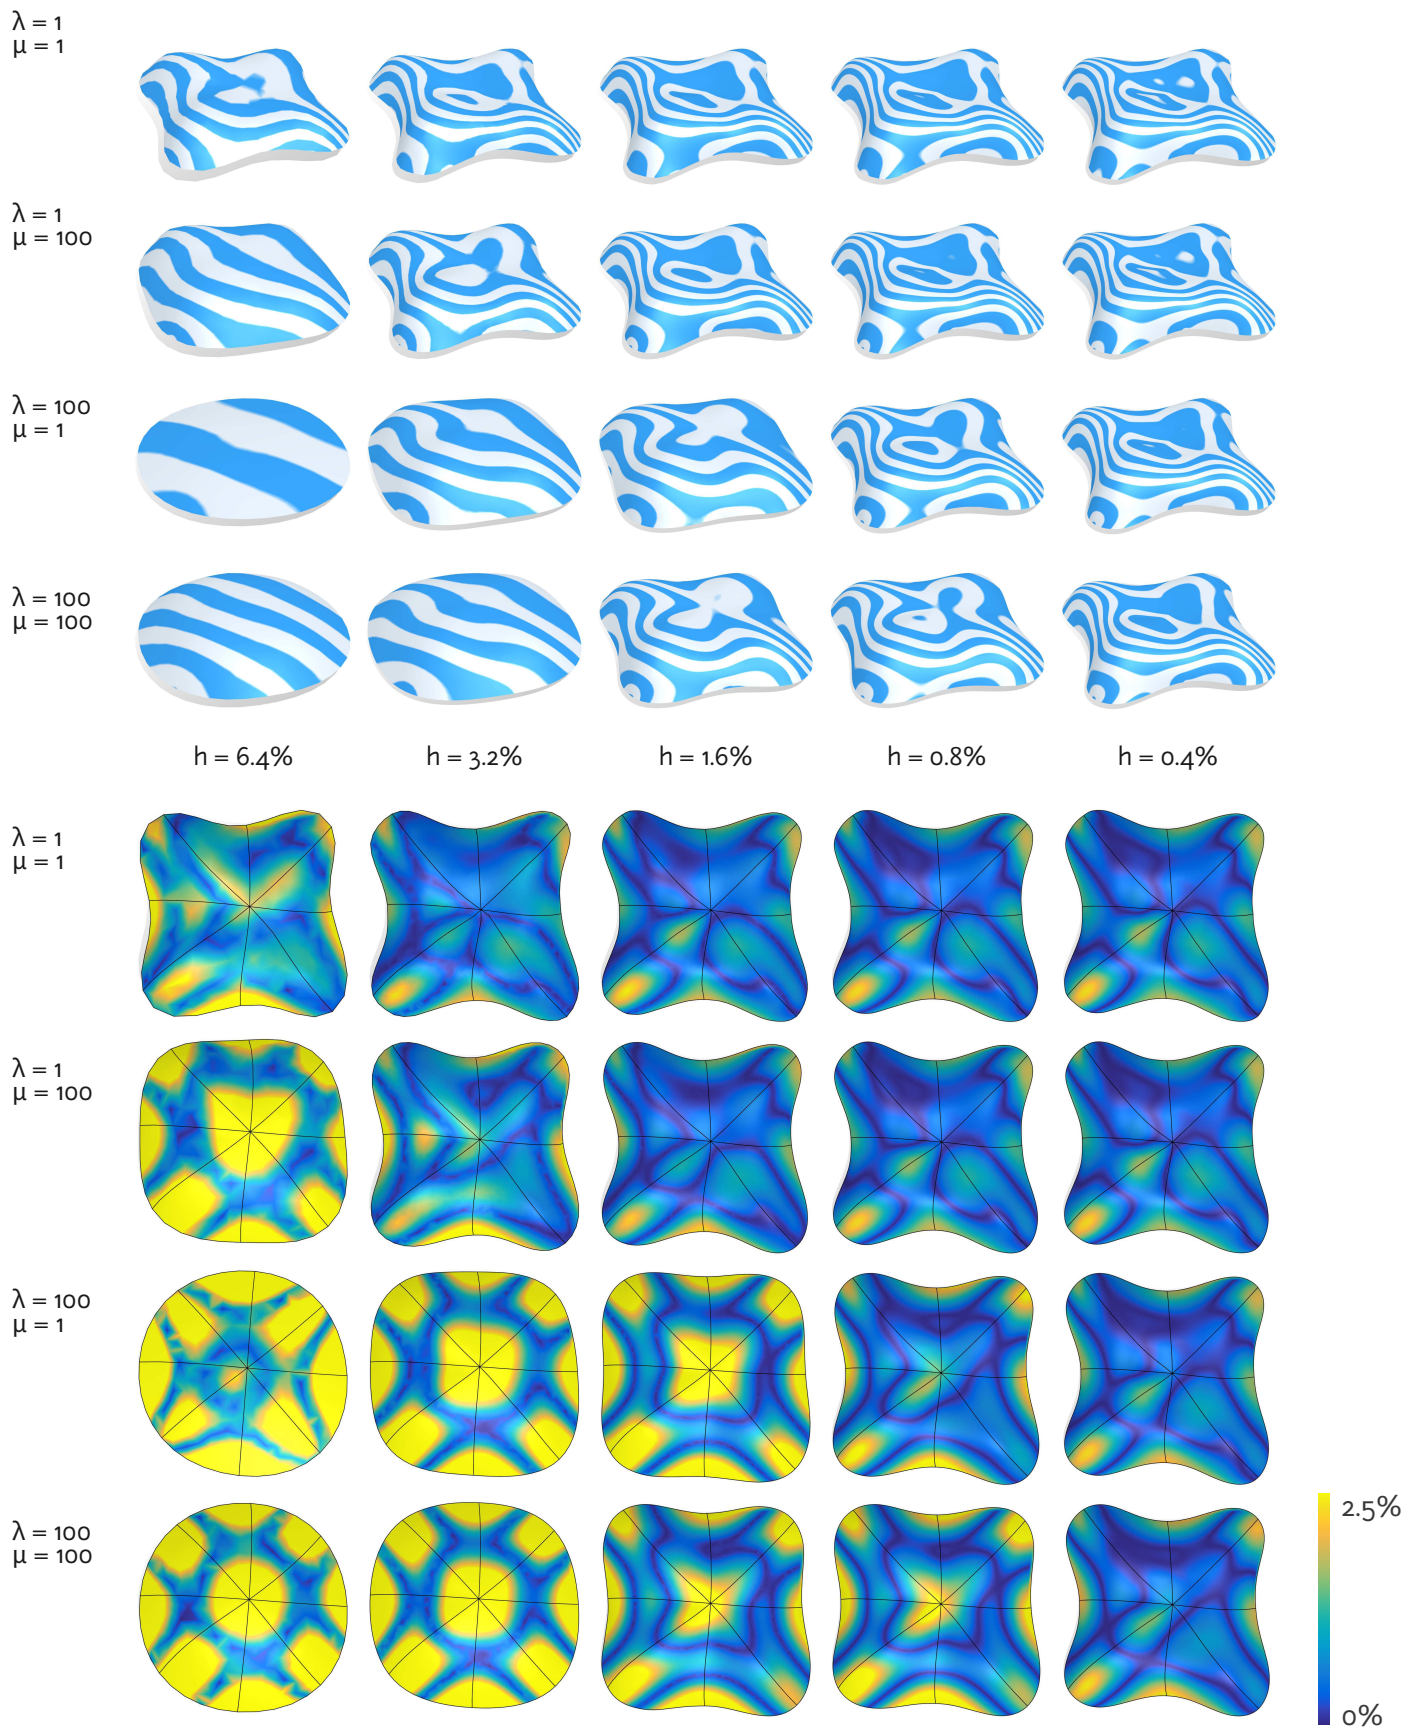 λ = 1
μ = 1
λ = 1
μ = 100
λ = 100
μ = 1
λ = 100
μ = 100
h = 6.4% h = 3.2% h = 1.6% h = 0.8% h = 0.4%
λ = 1
μ = 1
λ = 1
μ = 100
λ = 100
μ = 1
λ = 100
μ = 100
2.5%
0%